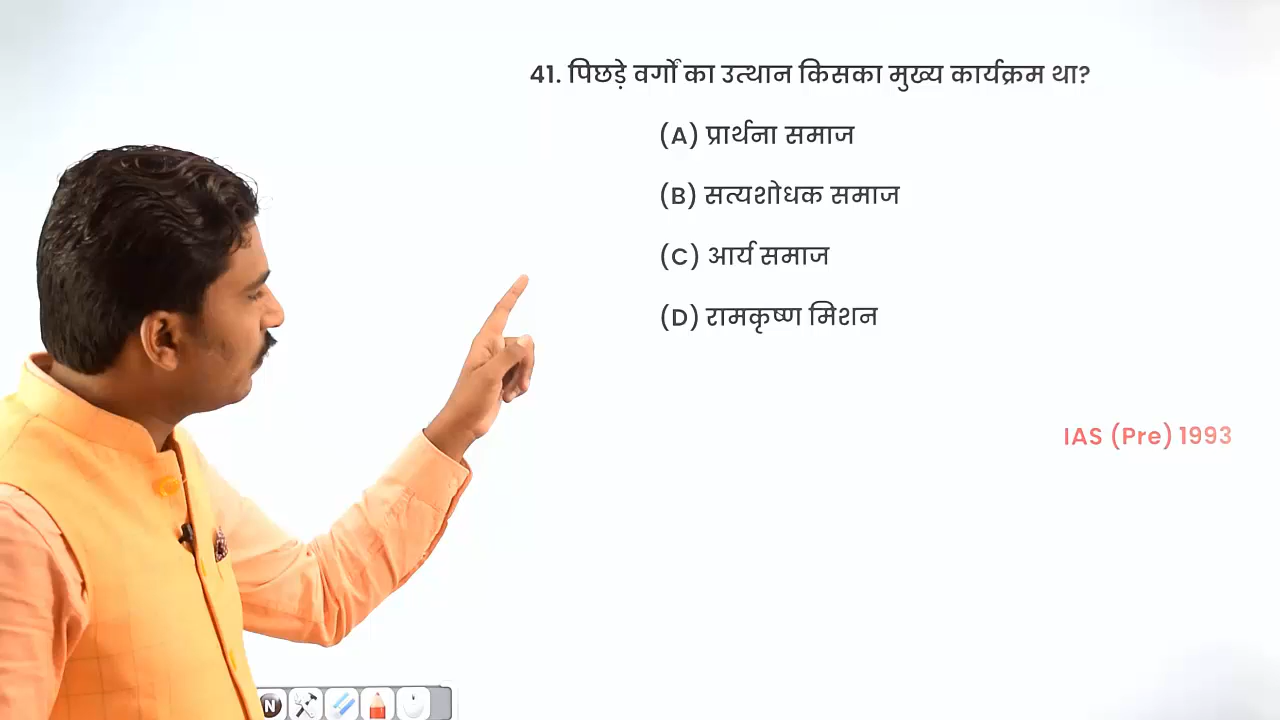 41. पिछड़े वर्गों का उत्थान किसका मुख्य कार्यक्रम था?
(A) प्रार्थना समाज
(B) सत्यशोधक समाज
(C) आर्य समाज
(D) रामकृष्ण मिशन
IAS (Pre) 1993
N